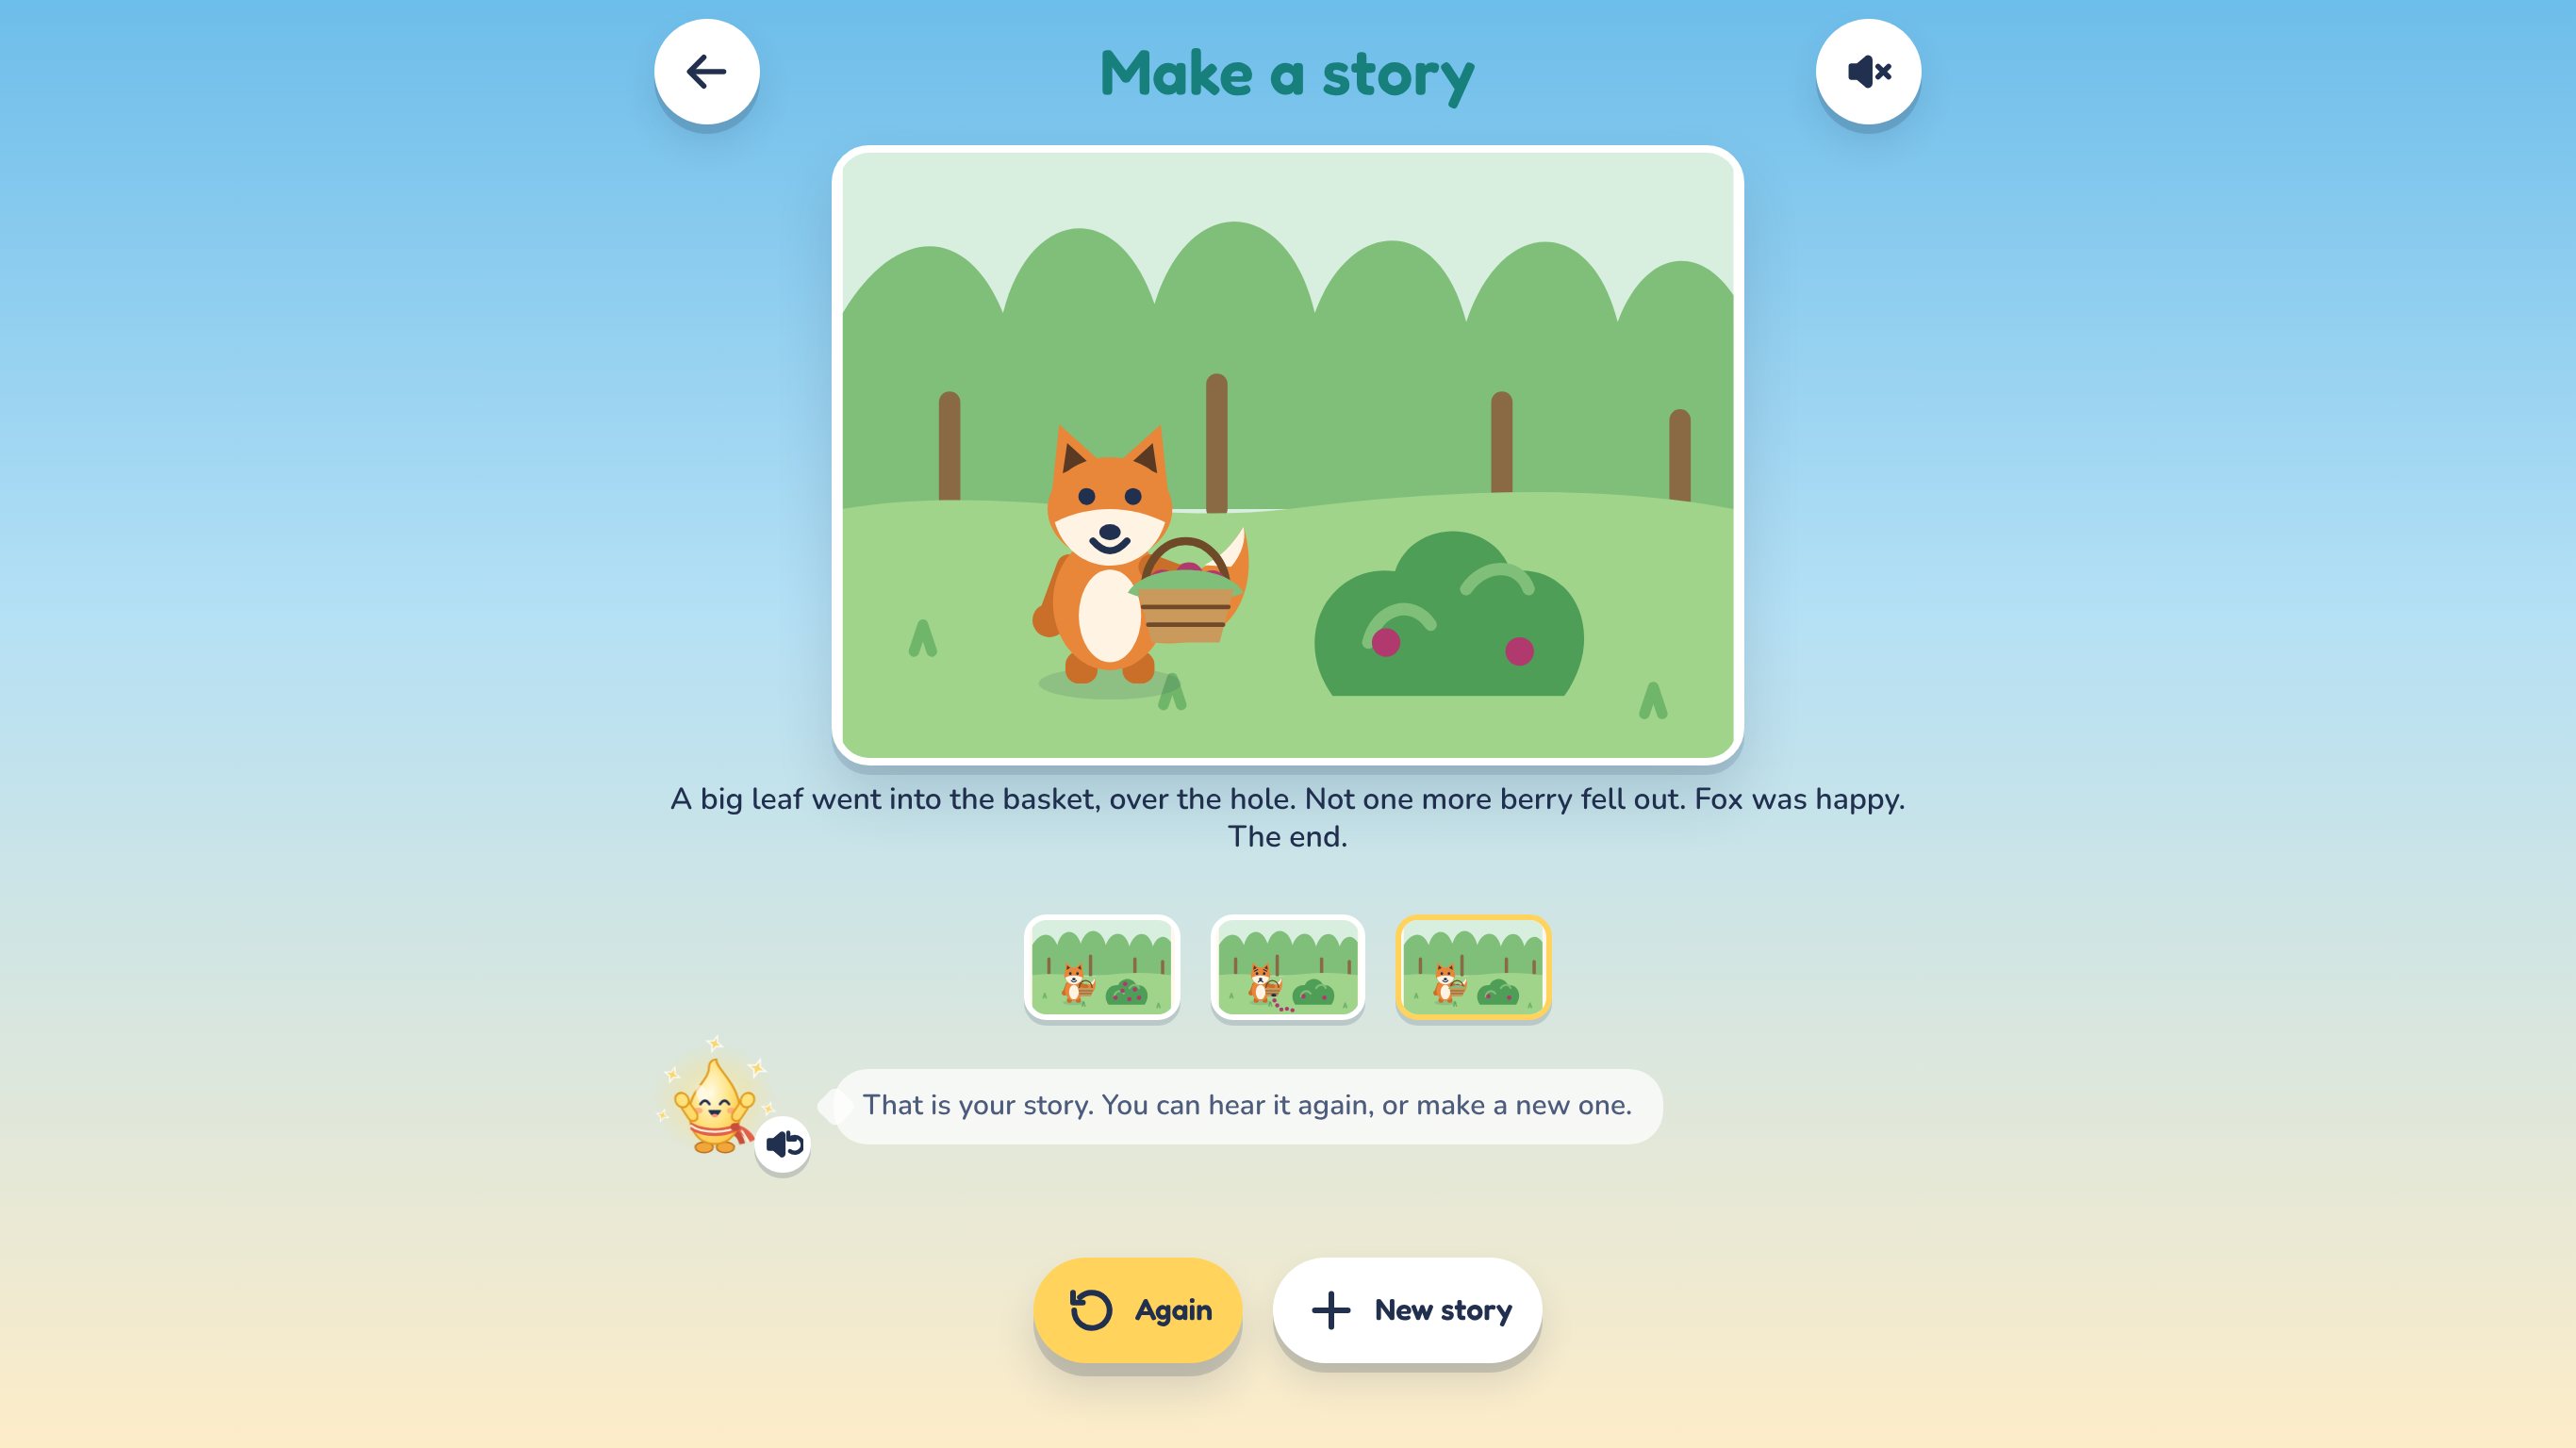 Make a story
A big leaf went into the basket, over the hole. Not one more berry fell out. Fox was happy.
The end.
That is your story. You can hear it again, or make a new one.
Again
New story